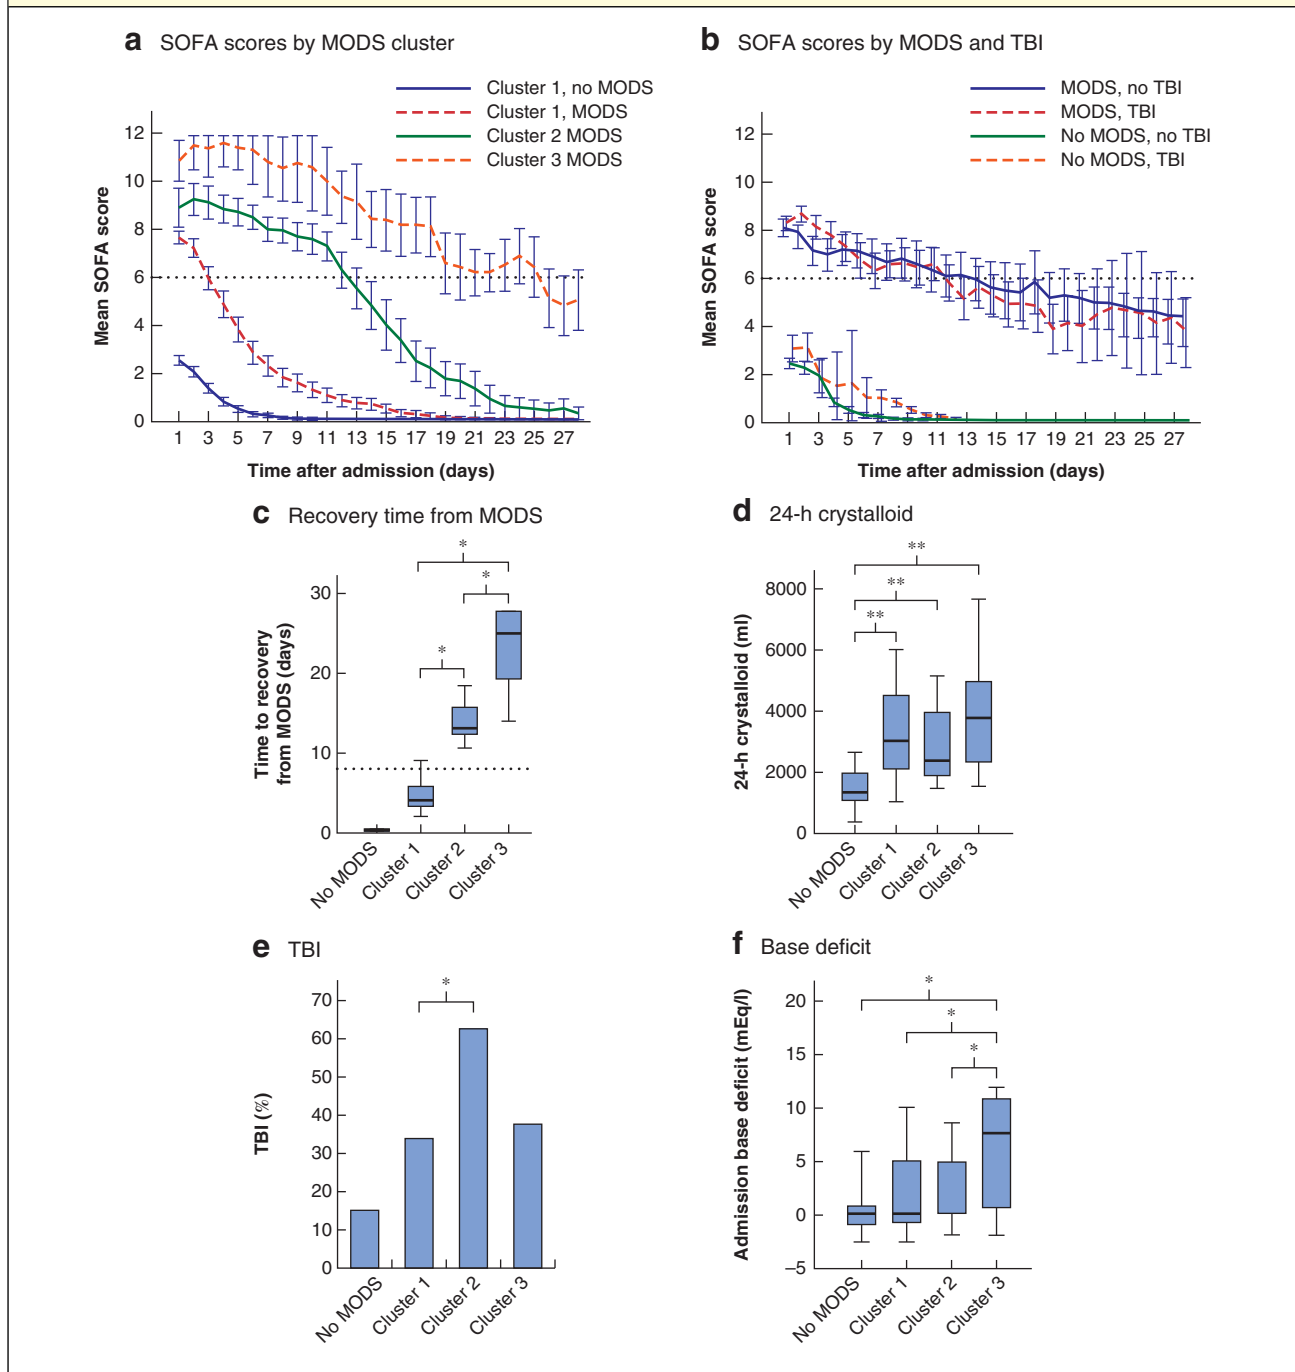 a SOFA scores by MODS cluster
Cluster 1, no MODS
Cluster 1, MODS
Cluster 2 MODS
Cluster 3 MODS
Mean SOFA score
12
10
8
6
4
2
0
1 3 5 7 9 11 13 15 17 19 21 23 25 27
Time after admission (days)
b SOFA scores by MODS and TBI
MODS, no TBI
MODS, TBI
No MODS, no TBI
No MODS, TBI
Mean SOFA score
12
10
8
6
4
2
0
1 3 5 7 9 11 13 15 17 19 21 23 25 27
Time after admission (days)
c Recovery time from MODS
Time to recovery
from MODS (days)
30
20
10
0
*
*
*
No MODS
Cluster 1
Cluster 2
Cluster 3
d 24-h crystalloid
24-h crystalloid (ml)
8000
6000
4000
2000
0
**
**
**
No MODS
Cluster 1
Cluster 2
Cluster 3
e TBI
TBI (%)
70
60
50
40
30
20
10
0
*
No MODS
Cluster 1
Cluster 2
Cluster 3
f Base deficit
Admission base deficit (mEq/l)
20
15
10
5
0
–5
*
*
*
No MODS
Cluster 1
Cluster 2
Cluster 3